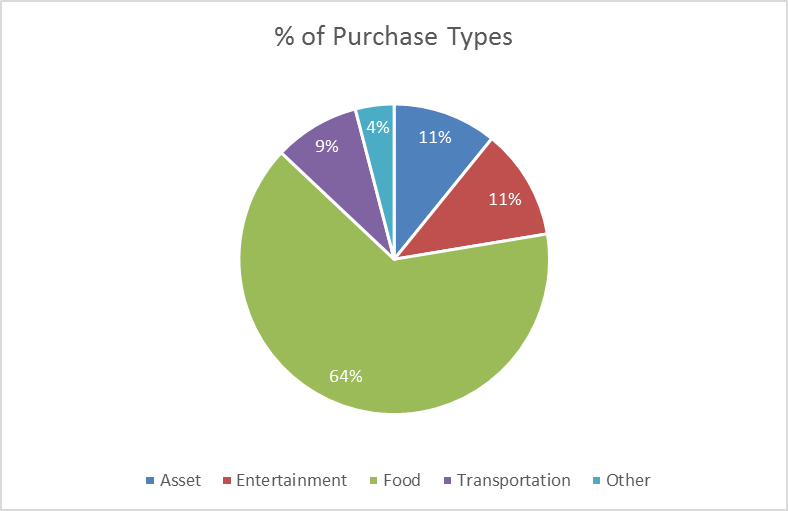 % of Purchase Types
4%
11%
9%
11%
64%
Asset Entertainment Food Transportation Other